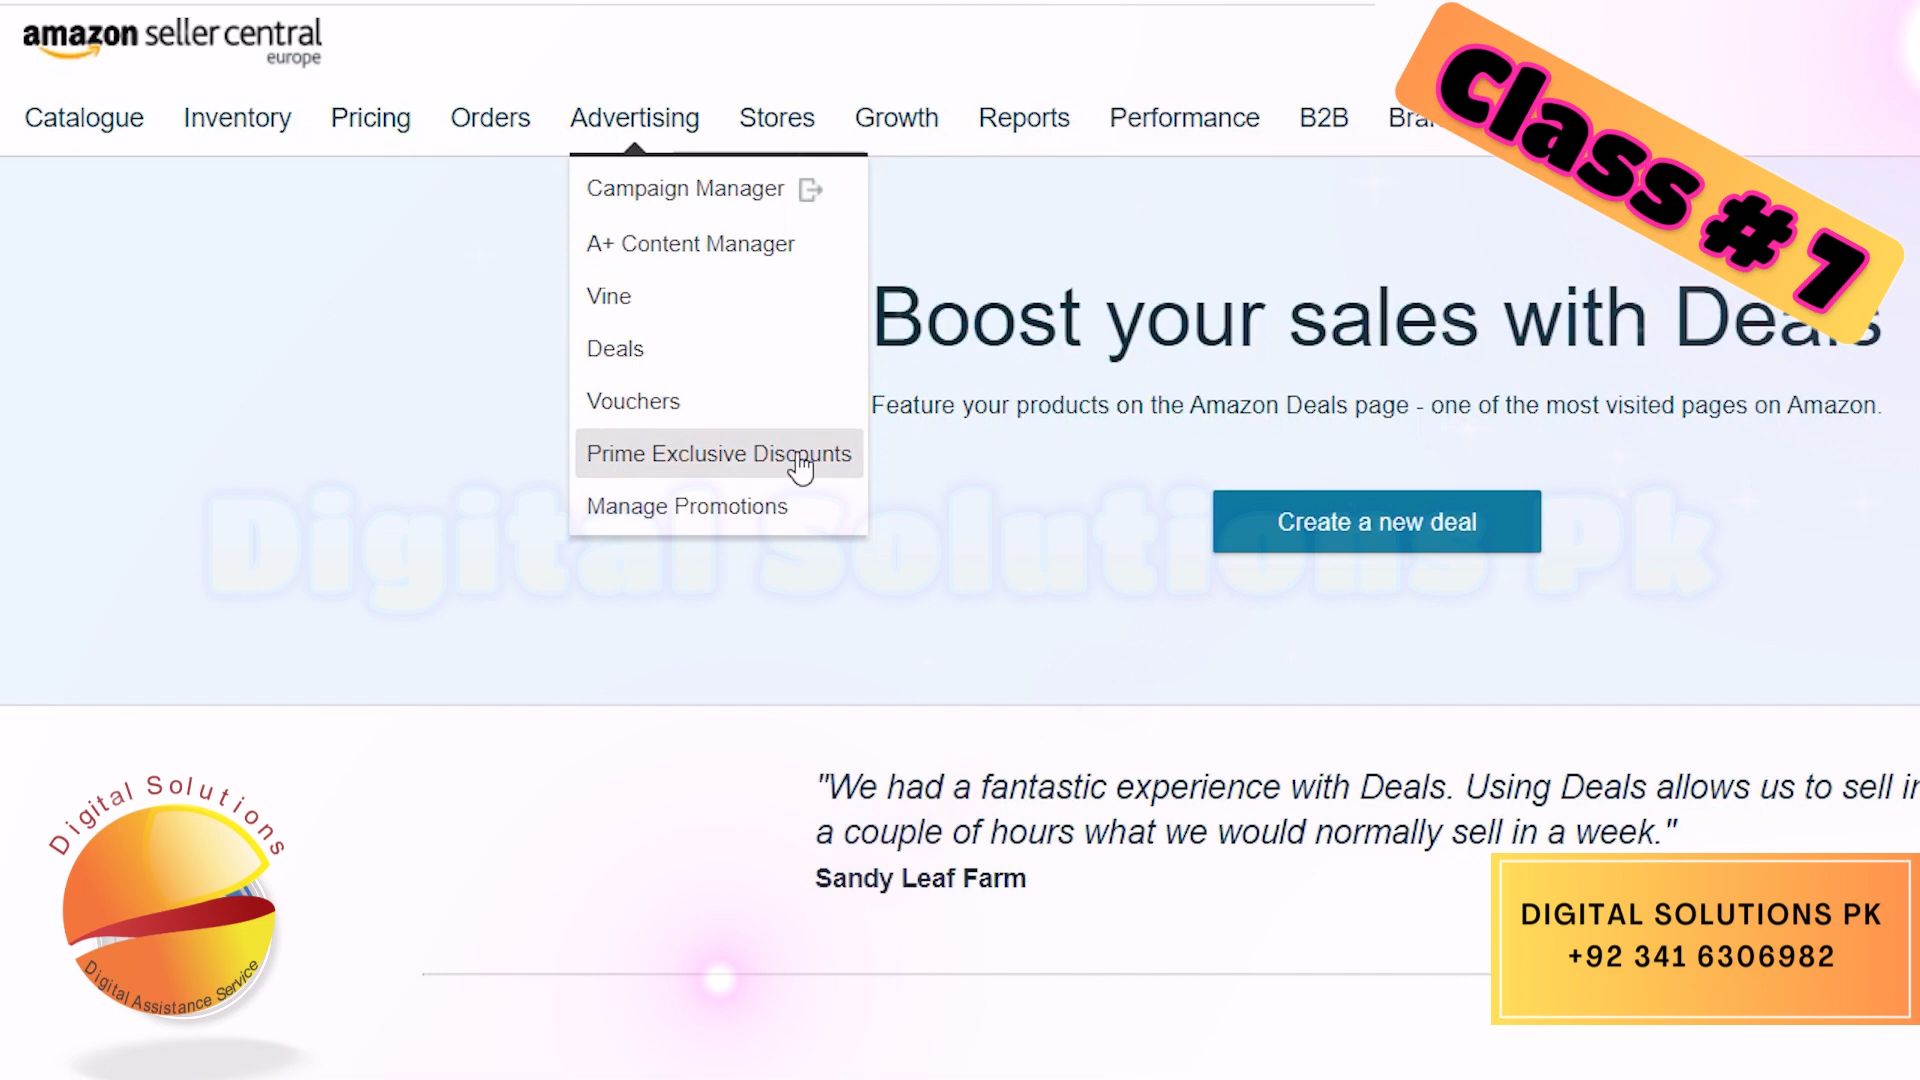 amazon seller central
europe
Catalogue Inventory Pricing Orders Advertising Stores Growth Reports Performance B2B
Class # 7
Campaign Manager
A+ Content Manager
Vine
Deals
Vouchers
Prime Exclusive Discounts
Manage Promotions
Boost your sales with Deals
Feature your products on the Amazon Deals page - one of the most visited pages on Amazon.
Create a new deal
Digital Solutions Pk
"We had a fantastic experience with Deals. Using Deals allows us to sell in
a couple of hours what we would normally sell in a week."
Sandy Leaf Farm
Digital Solutions
Digital Assistance Service
DIGITAL SOLUTIONS PK
+92 341 6306982